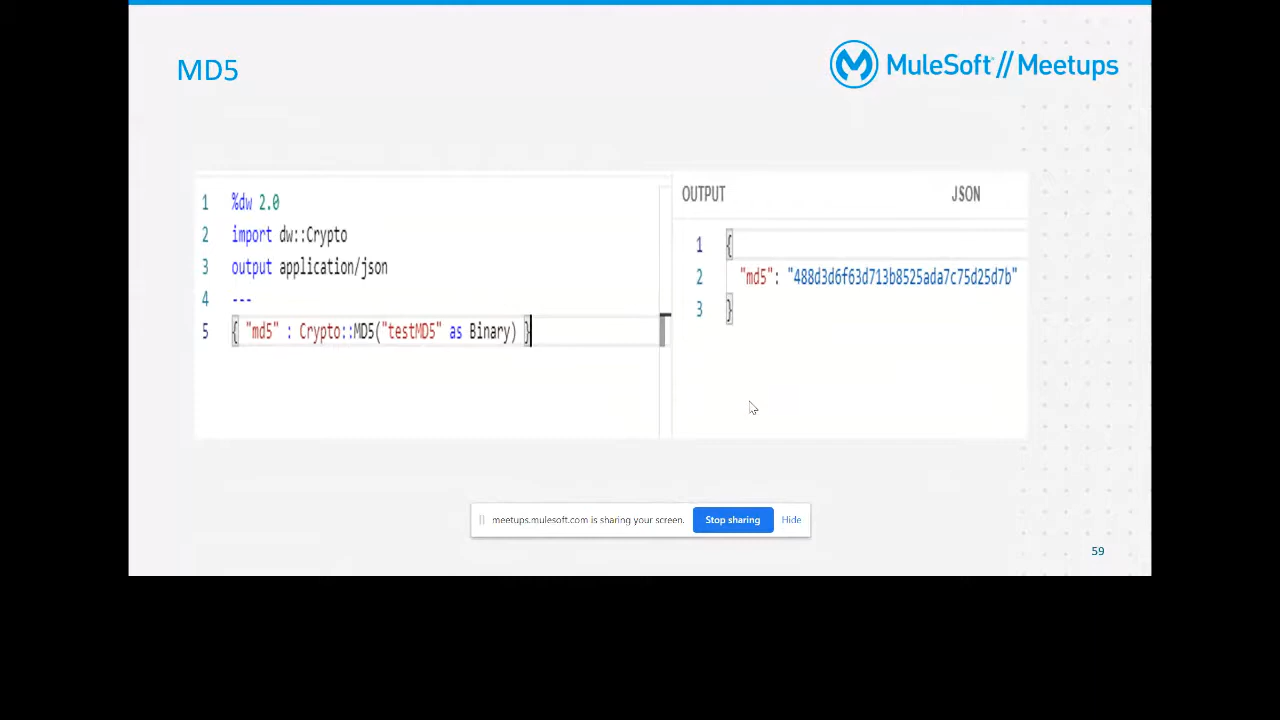 MD5
MuleSoft // Meetups
1 %dw 2.0
2 import dw::Crypto
3 output application/json
4 ---
5 { "md5" : Crypto::MD5("testMD5" as Binary) }
OUTPUT JSON
1 {
2 "md5": "488d3d6f63d713b8525ada7c75d25d7b"
3 }
meetups.mulesoft.com is sharing your screen. Stop sharing Hide
59